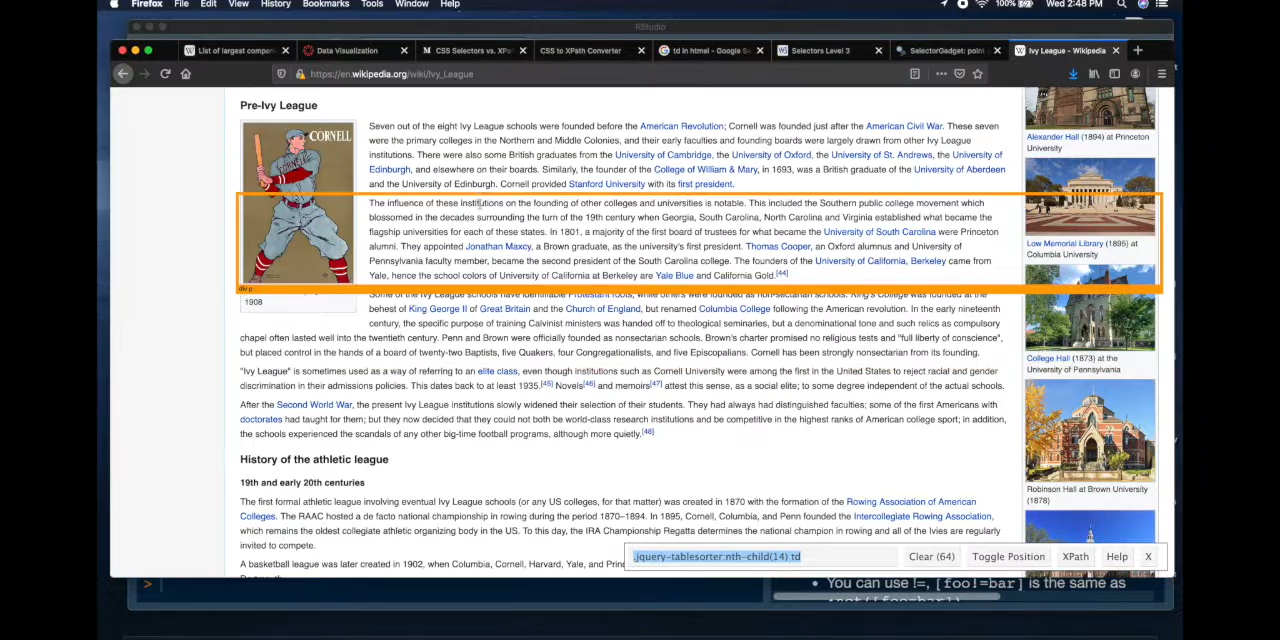 Firefox File Edit View History Bookmarks Tools Window Help 100% Wed 2:48 PM
RStudio
List of largest compan CSS Selectors vs. XPat CSS to XPath Converter td in html - Google Se Selectors Level 3 SelectorGadget: point Ivy League - Wikipedia
Data Visualization
https://en.wikipedia.org/wiki/Ivy_League
Pre-Ivy League
CORNELL
CORNELL
1908
Seven out of the eight Ivy League schools were founded before the American Revolution; Cornell was founded just after the American Civil War. These seven
were the primary colleges in the Northern and Middle Colonies, and their early faculties and founding boards were largely drawn from other Ivy League
institutions. There were also some British graduates from the University of Cambridge, the University of Oxford, the University of St. Andrews, the University of
Edinburgh, and elsewhere on their boards. Similarly, the founder of the College of William & Mary, in 1693, was a British graduate of the University of Aberdeen
and the University of Edinburgh. Cornell provided Stanford University with its first president.
The influence of these institutions on the founding of other colleges and universities is notable. This included the Southern public college movement which
blossomed in the decades surrounding the turn of the 19th century when Georgia, South Carolina, North Carolina and Virginia established what became the
flagship universities for each of these states. In 1801, a majority of the first board of trustees for what became the University of South Carolina were Princeton
alumni. They appointed Jonathan Maxcy, a Brown graduate, as the university's first president. Thomas Cooper, an Oxford alumnus and University of
Pennsylvania faculty member, became the second president of the South Carolina college. The founders of the University of California, Berkeley came from
Yale, hence the school colors of University of California at Berkeley are Yale Blue and California Gold.[44]
div p
Some of the Ivy League schools have identifiable Protestant roots, while others were founded as non-sectarian schools. King's College was founded at the
behest of King George II of Great Britain and the Church of England, but renamed Columbia College following the American revolution. In the early nineteenth
century, the specific purpose of training Calvinist ministers was handed off to theological seminaries, but a denominational tone and such relics as compulsory
chapel often lasted well into the twentieth century. Penn and Brown were officially founded as nonsectarian schools. Brown's charter promised no religious tests and "full liberty of conscience",
but placed control in the hands of a board of twenty-two Baptists, five Quakers, four Congregationalists, and five Episcopalians. Cornell has been strongly nonsectarian from its founding.
"Ivy League" is sometimes used as a way of referring to an elite class, even though institutions such as Cornell University were among the first in the United States to reject racial and gender
discrimination in their admissions policies. This dates back to at least 1935.[45] Novels[46] and memoirs[47] attest this sense, as a social elite; to some degree independent of the actual schools.
After the Second World War, the present Ivy League institutions slowly widened their selection of their students. They had always had distinguished faculties; some of the first Americans with
doctorates had taught for them; but they now decided that they could not both be world-class research institutions and be competitive in the highest ranks of American college sport; in addition,
the schools experienced the scandals of any other big-time football programs, although more quietly.[48]
History of the athletic league
19th and early 20th centuries
The first formal athletic league involving eventual Ivy League schools (or any US colleges, for that matter) was created in 1870 with the formation of the Rowing Association of American
Colleges. The RAAC hosted a de facto national championship in rowing during the period 1870–1894. In 1895, Cornell, Columbia, and Penn founded the Intercollegiate Rowing Association,
which remains the oldest collegiate athletic organizing body in the US. To this day, the IRA Championship Regatta determines the national champion in rowing and all of the Ivies are regularly
invited to compete.
A basketball league was later created in 1902, when Columbia, Cornell, Harvard, Yale, and Princ
Alexander Hall (1894) at Princeton
University
Low Memorial Library (1895) at
Columbia University
College Hall (1873) at the
University of Pennsylvania
Robinson Hall at Brown University
(1878)
.jquery-tablesorter:nth-child(14) td Clear (64) Toggle Position XPath Help X
>
• You can use !=, [foo!=bar] is the same as
:not([foo=bar])